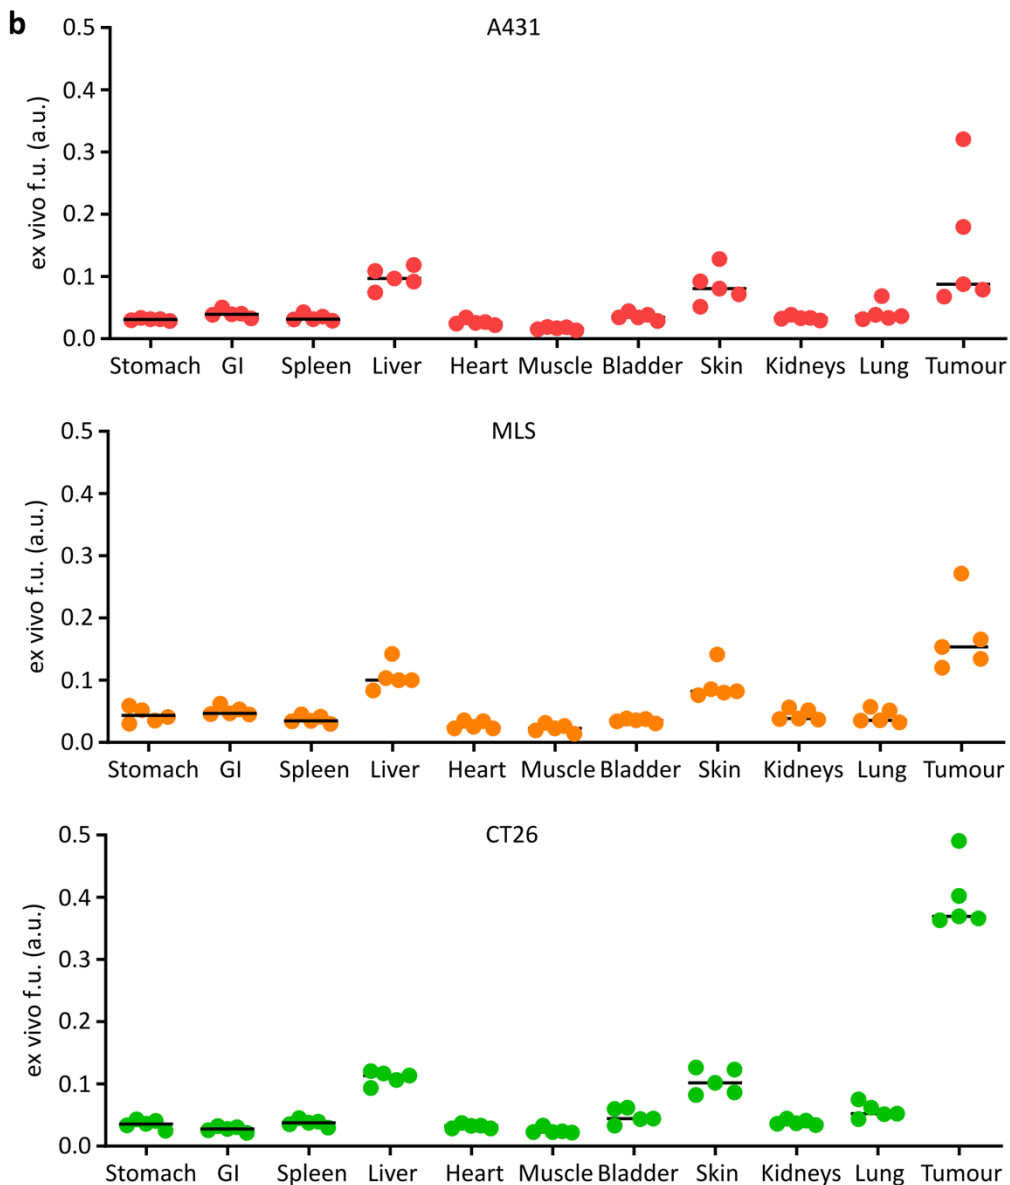 b
A431
0.5
0.4
0.3
0.2
0.1
0.0
ex vivo f.u. (a.u.)
Stomach GI Spleen Liver Heart Muscle Bladder Skin Kidneys Lung Tumour
MLS
0.5
0.4
0.3
0.2
0.1
0.0
ex vivo f.u. (a.u.)
Stomach GI Spleen Liver Heart Muscle Bladder Skin Kidneys Lung Tumour
CT26
0.5
0.4
0.3
0.2
0.1
0.0
ex vivo f.u. (a.u.)
Stomach GI Spleen Liver Heart Muscle Bladder Skin Kidneys Lung Tumour